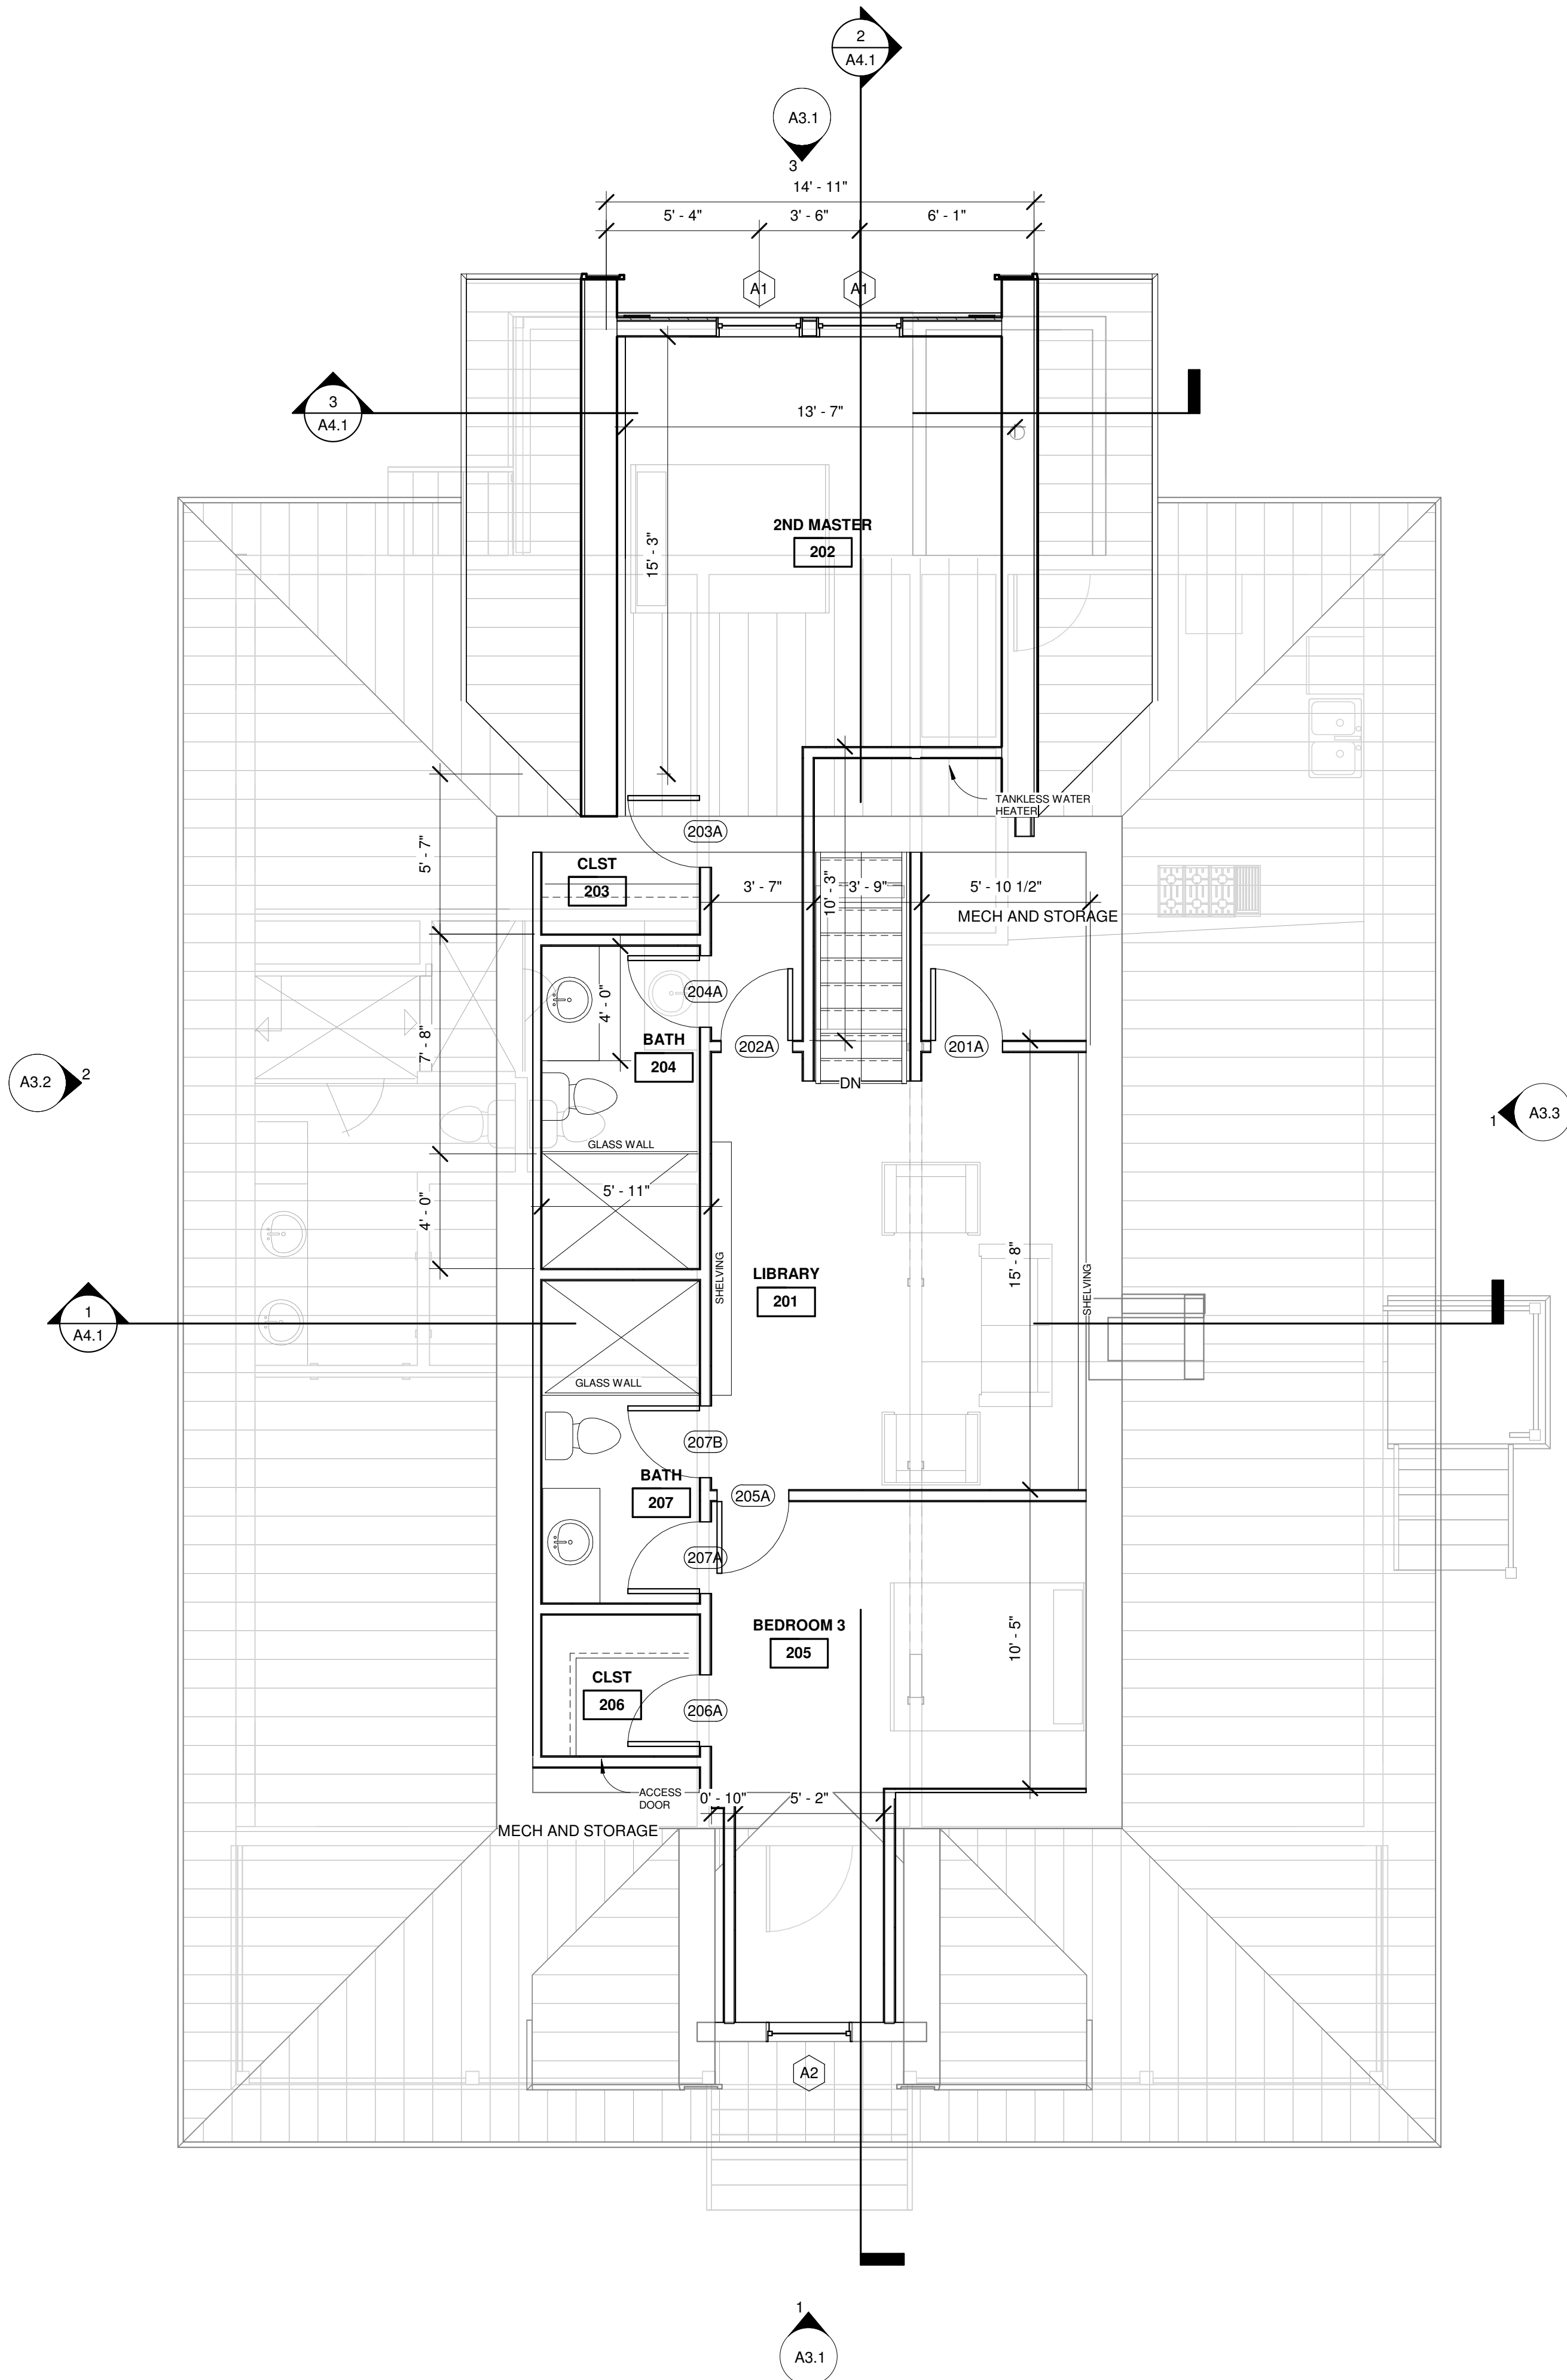 2
A4.1
A3.1
3
14' - 11"
5' - 4"
3' - 6"
6' - 1"
A1
A1
3
A4.1
13' - 7"
2ND MASTER
202
15' - 3"
TANKLESS WATER
HEATER
203A
5' - 7"
CLST
203
3' - 7"
10' - 3"
3' - 9"
5' - 10 1/2"
MECH AND STORAGE
204A
4' - 0"
BATH
204
202A
201A
7' - 8"
DN
A3.2
2
1
A3.3
GLASS WALL
5' - 11"
4' - 0"
SHELVING
LIBRARY
201
15' - 8"
SHELVING
1
A4.1
GLASS WALL
207B
BATH
207
205A
207A
BEDROOM 3
205
10' - 5"
CLST
206
206A
ACCESS
DOOR
0' - 10"
5' - 2"
MECH AND STORAGE
A2
1
A3.1